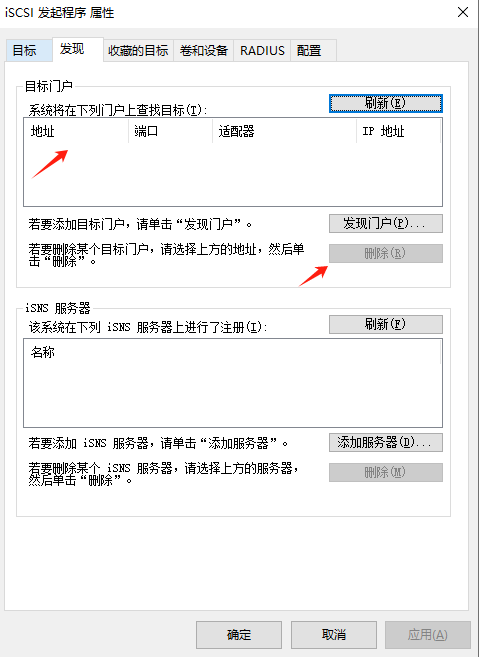 iSCSI 发起程序 属性
目标 发现 收藏的目标 卷和设备 RADIUS 配置
目标门户
系统将在下列门户上查找目标(T): 刷新(E)
地址 端口 适配器 IP 地址
若要添加目标门户，请单击“发现门户”。 发现门户(P)...
若要删除某个目标门户，请选择上方的地址，然后单
击“删除”。 删除(R)
iSNS 服务器
该系统在下列 iSNS 服务器上进行了注册(I): 刷新(F)
名称
若要添加 iSNS 服务器，请单击“添加服务器”。 添加服务器(D)...
若要删除某个 iSNS 服务器，请选择上方的服务器，
然后单击“删除”。 删除(M)
确定 取消 应用(A)